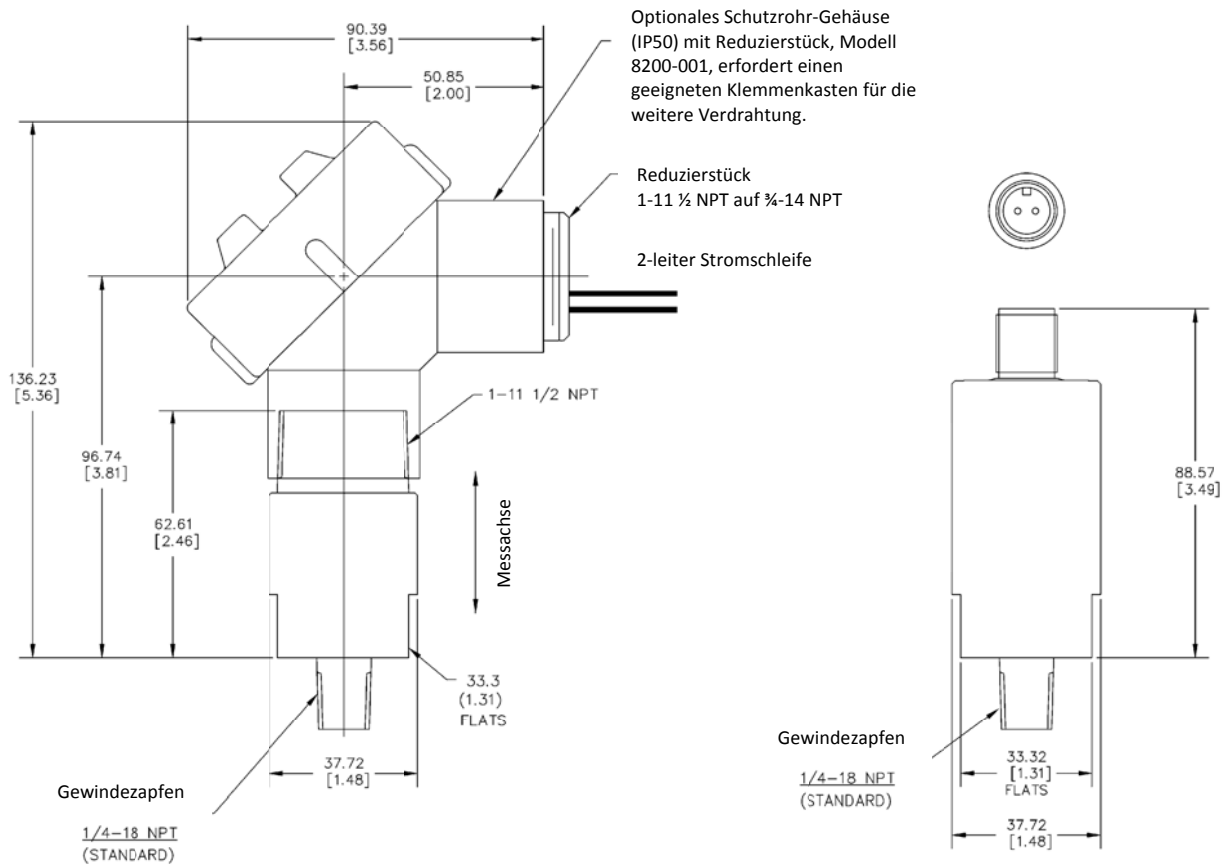 90.39
[3.56]
50.85
[2.00]
Optionales Schutzrohr-Gehäuse
(IP50) mit Reduzierstück, Modell
8200-001, erfordert einen
geeigneten Klemmenkasten für die
weitere Verdrahtung.
Reduzierstück
1-11 ½ NPT auf ¾-14 NPT
2-leiter Stromschleife
136.23
[5.36]
96.74
[3.81]
62.61
[2.46]
1-11 1/2 NPT
Messachse
33.3
(1.31)
FLATS
37.72
[1.48]
Gewindezapfen
1/4-18 NPT
(STANDARD)
88.57
[3.49]
Gewindezapfen
1/4-18 NPT
(STANDARD)
33.32
[1.31]
FLATS
37.72
[1.48]